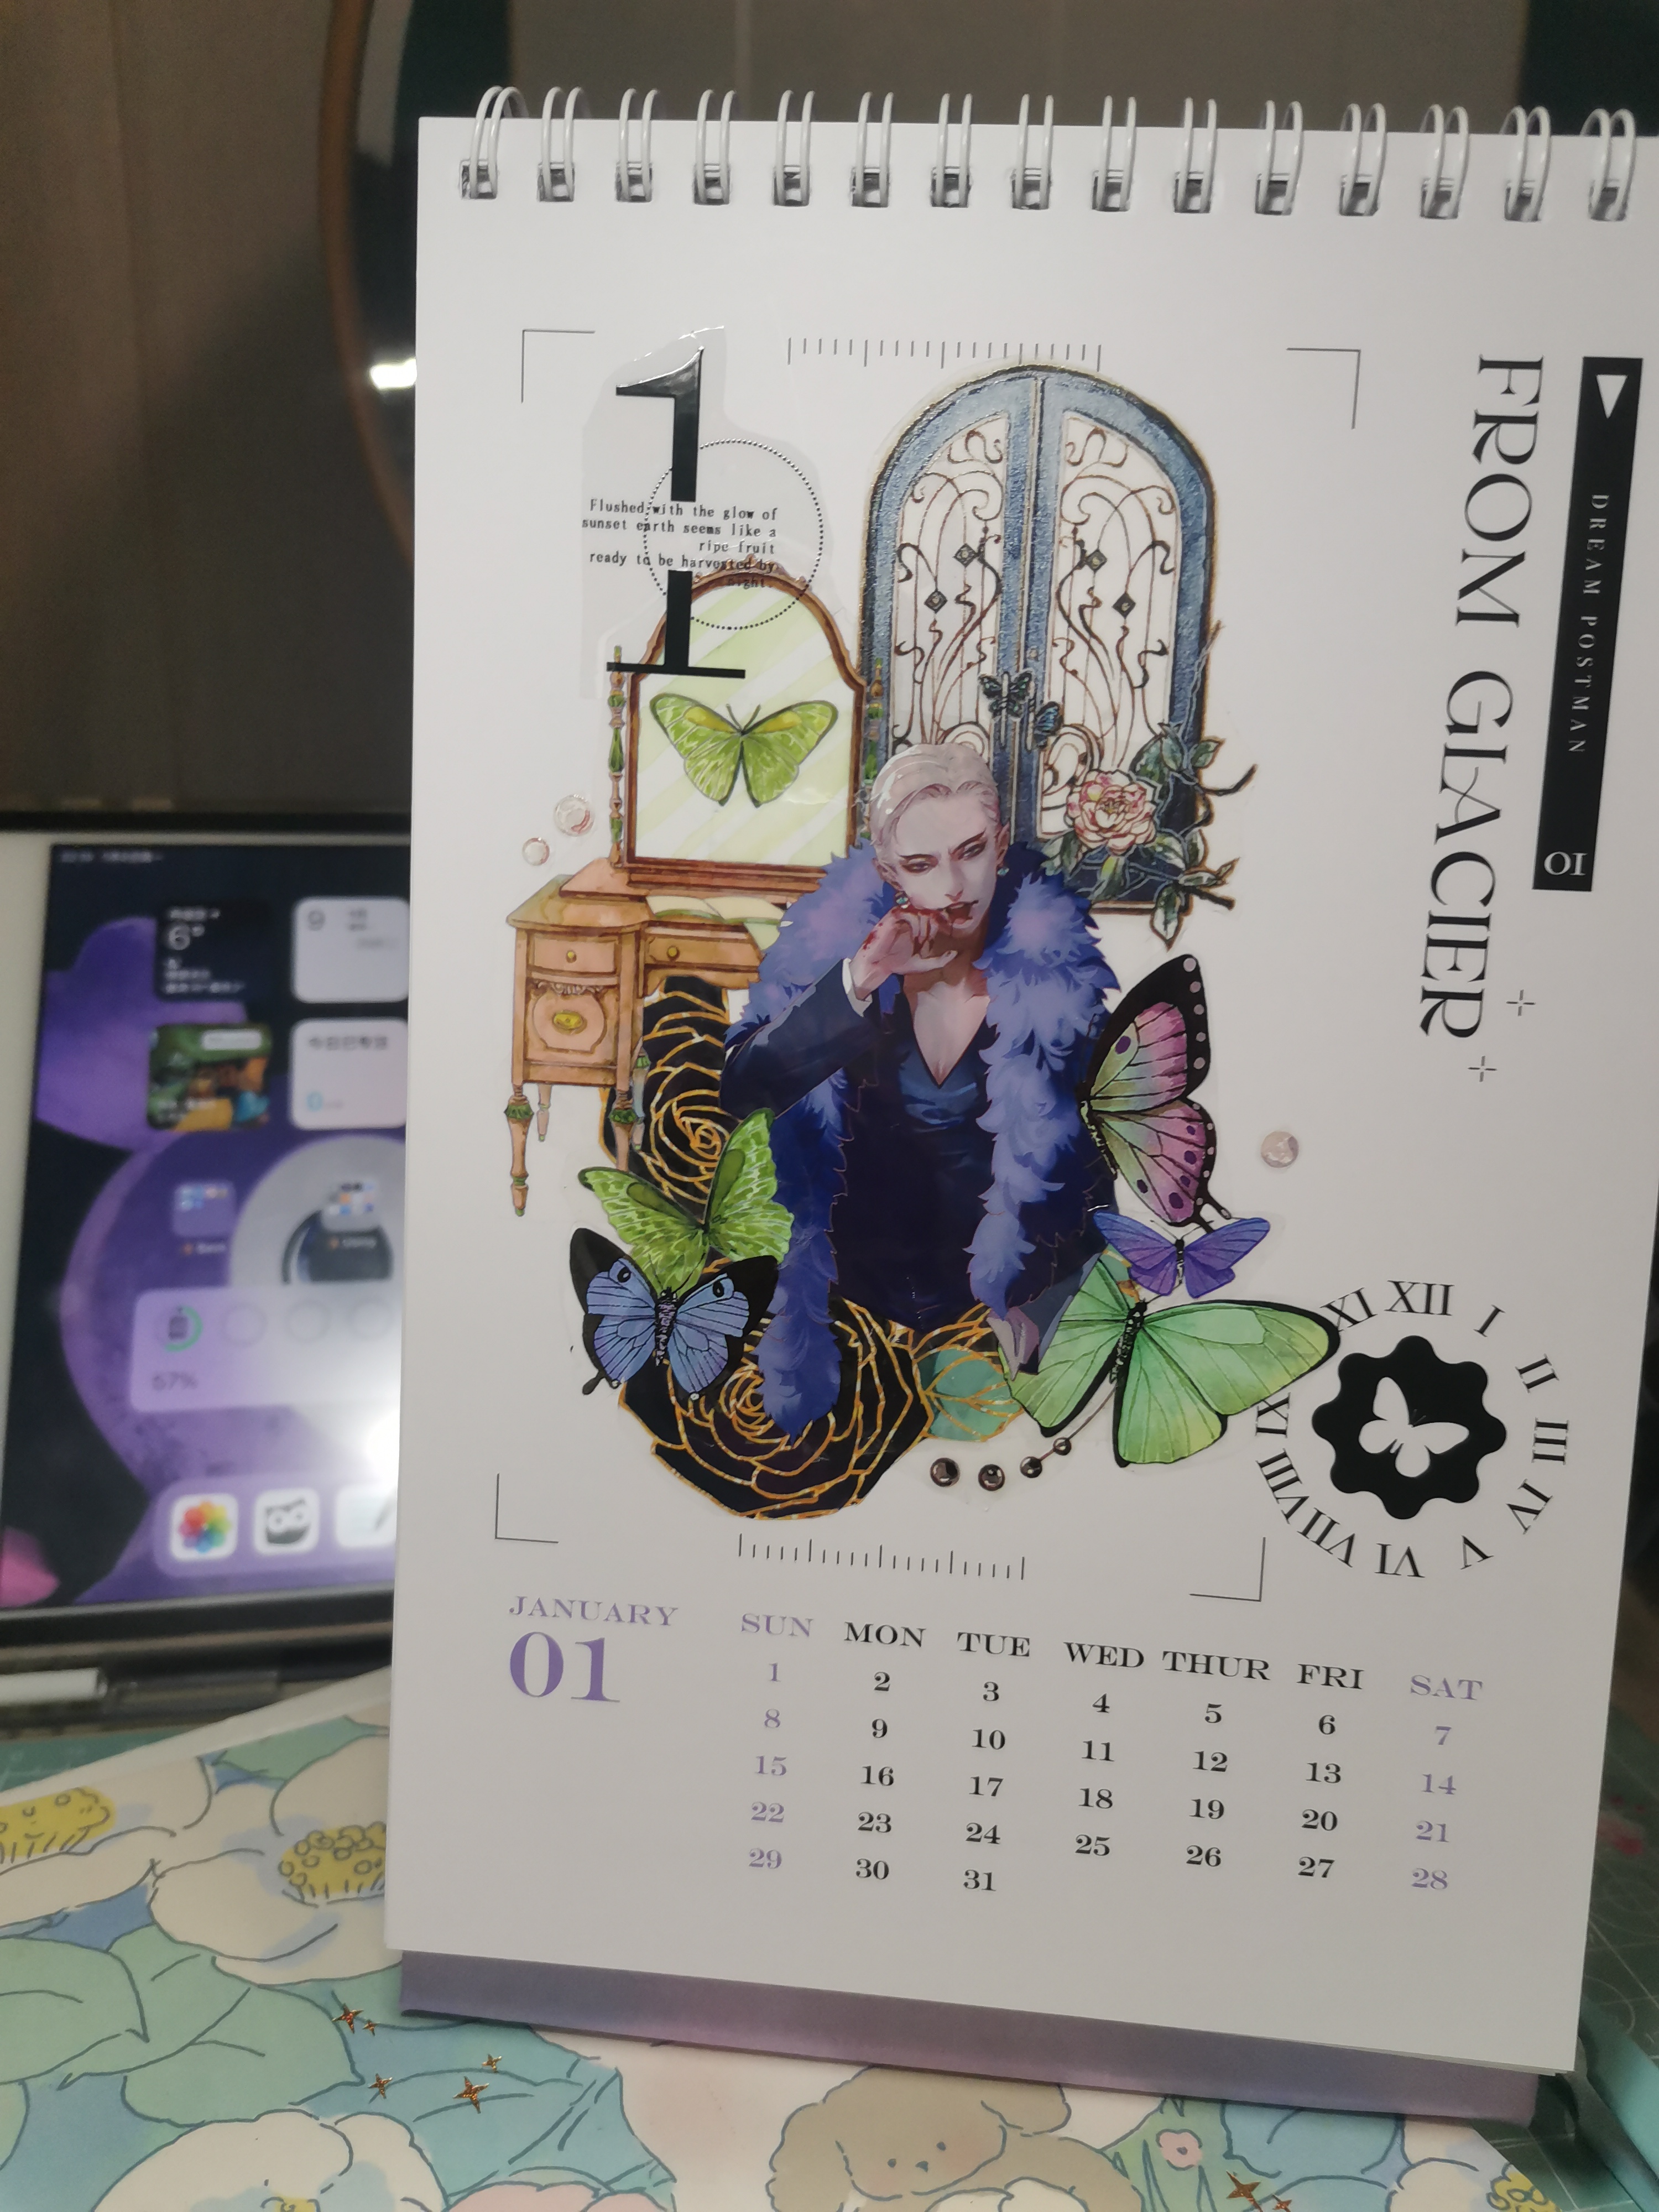 1
Flushed with the glow of
sunset earth seems like a
ripe fruit
ready to be harvested by
night.
FROM GLACIER
DREAM POSTMAN
01
XII
I
II
III
IV
V
VI
VII
VIII
XI
XI
67%
JANUARY
01
SUN MON TUE WED THUR FRI SAT
1 2 3 4 5 6 7
8 9 10 11 12 13 14
15 16 17 18 19 20 21
22 23 24 25 26 27 28
29 30 31